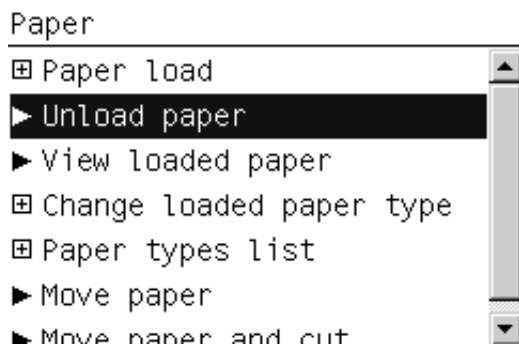 Paper
Paper load
Unload paper
View loaded paper
Change loaded paper type
Paper types list
Move paper
Move paper and cut